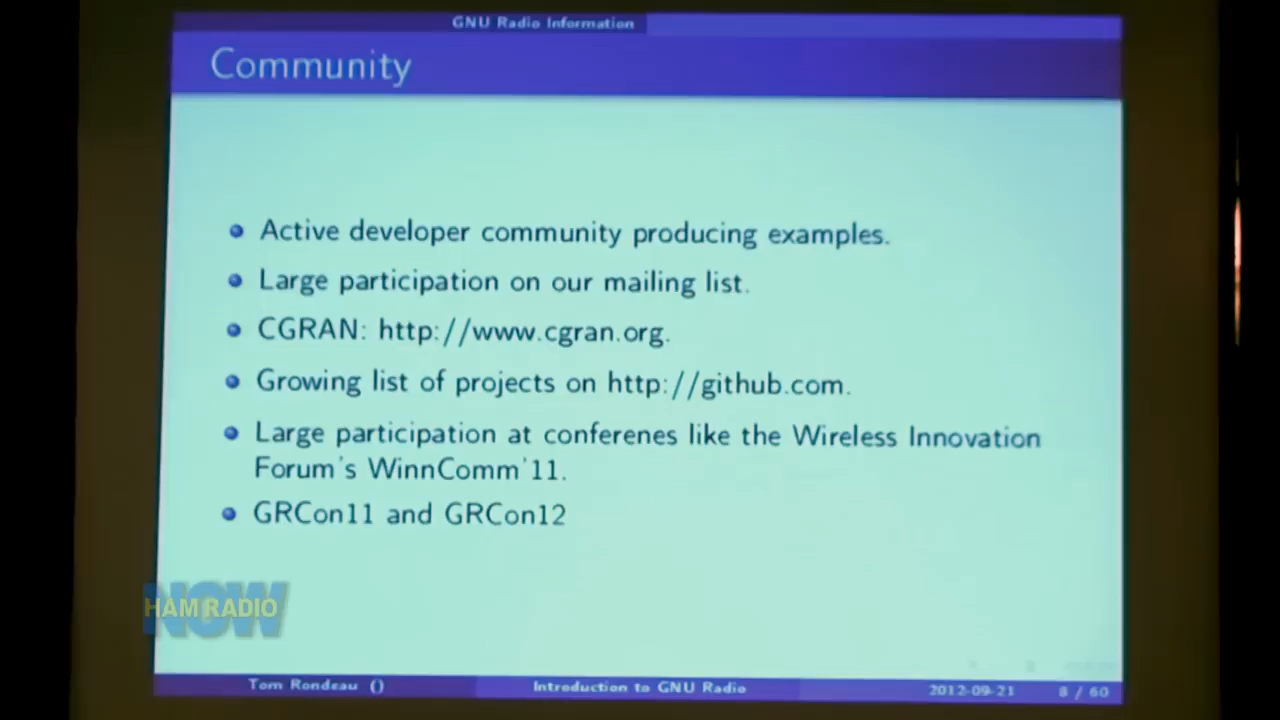 GNU Radio Information
Community
Active developer community producing examples.
Large participation on our mailing list.
CGRAN: http://www.cgran.org.
Growing list of projects on http://github.com.
Large participation at conferenes like the Wireless Innovation
Forum's WinnComm'11.
GRCon11 and GRCon12
NOW
HAM RADIO
Tom Rondeau () Introduction to GNU Radio 2012-09-21 8 / 60